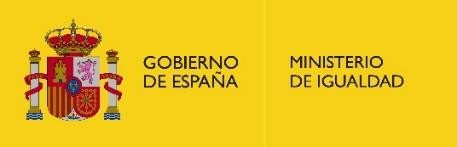 GOBIERNO
DE ESPAÑA
MINISTERIO
DE IGUALDAD